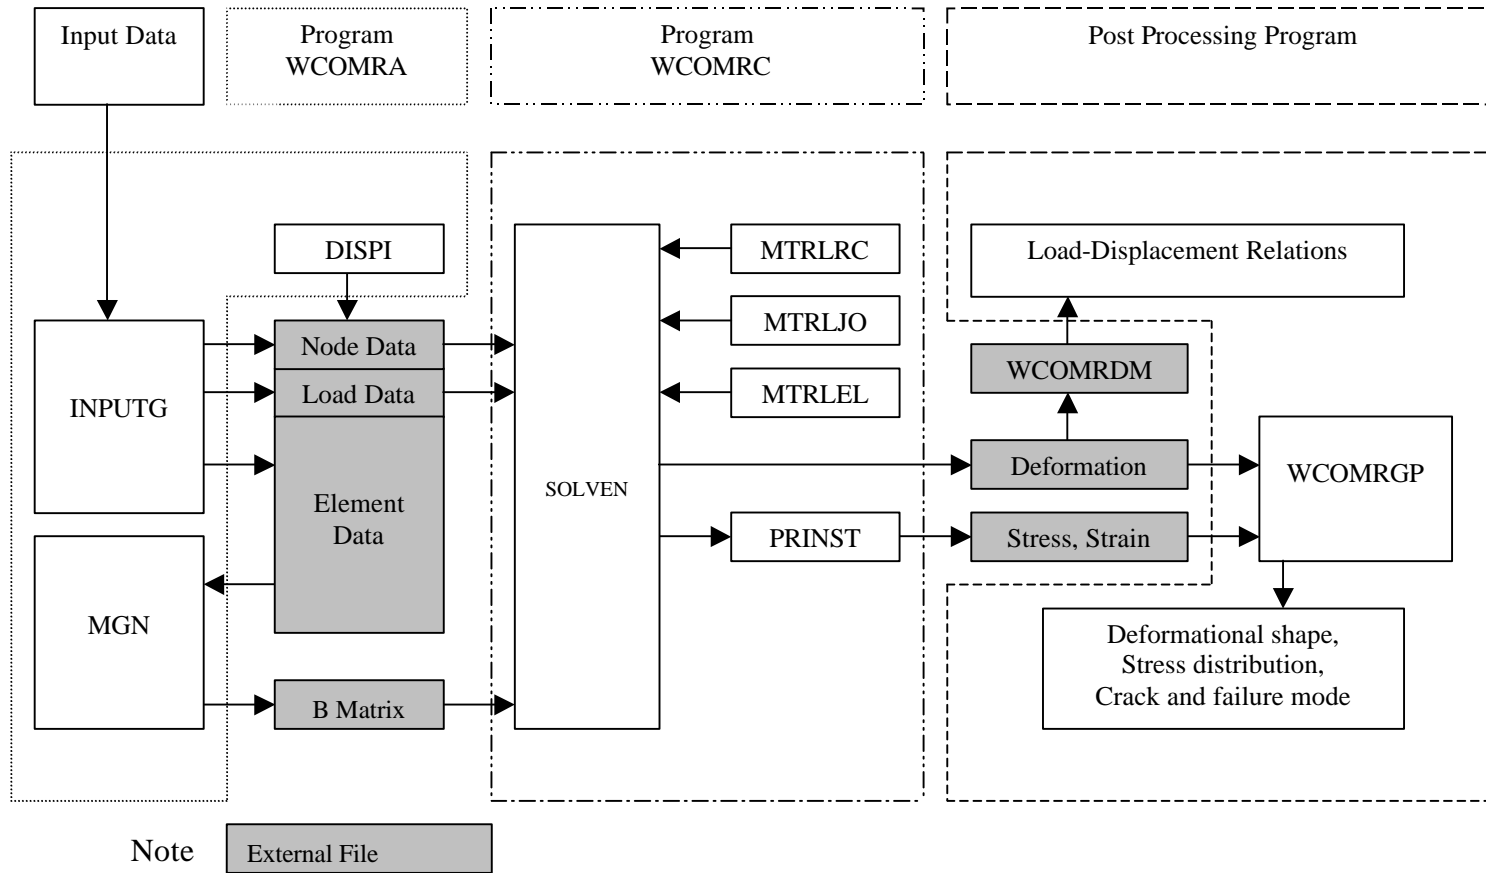 Input Data
Program
WCOMRA
Program
WCOMRC
Post Processing Program
DISPI
MTRLRC
Load-Displacement Relations
Node Data
MTRLJO
WCOMRDM
Load Data
MTRLEL
INPUTG
Deformation
WCOMRGP
Element
Data
SOLVEN
PRINST
Stress, Strain
MGN
Deformational shape,
Stress distribution,
Crack and failure mode
B Matrix
Note
External File